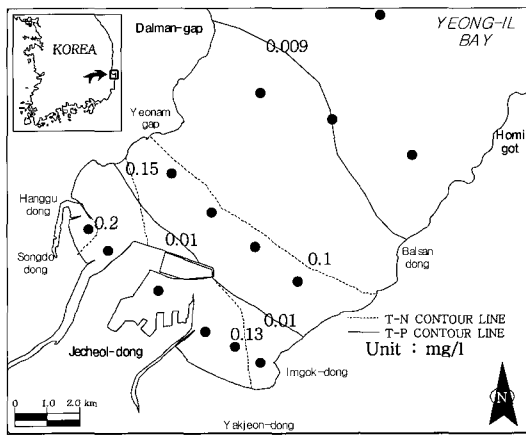 YEONG-IL
BAY
Dalman-gap
0.009
KOREA
Yeonam
gap
Homi
got
0.15
Hanggu
dong
0.2
0.01
Songdo
dong
0.1
Balsan
dong
0.01
0.13
T-N CONTOUR LINE
T-P CONTOUR LINE
Unit : mg/l
Jecheol-dong
Imgok-dong
0 1.0 2.0 km
Yakjeon-dong
N